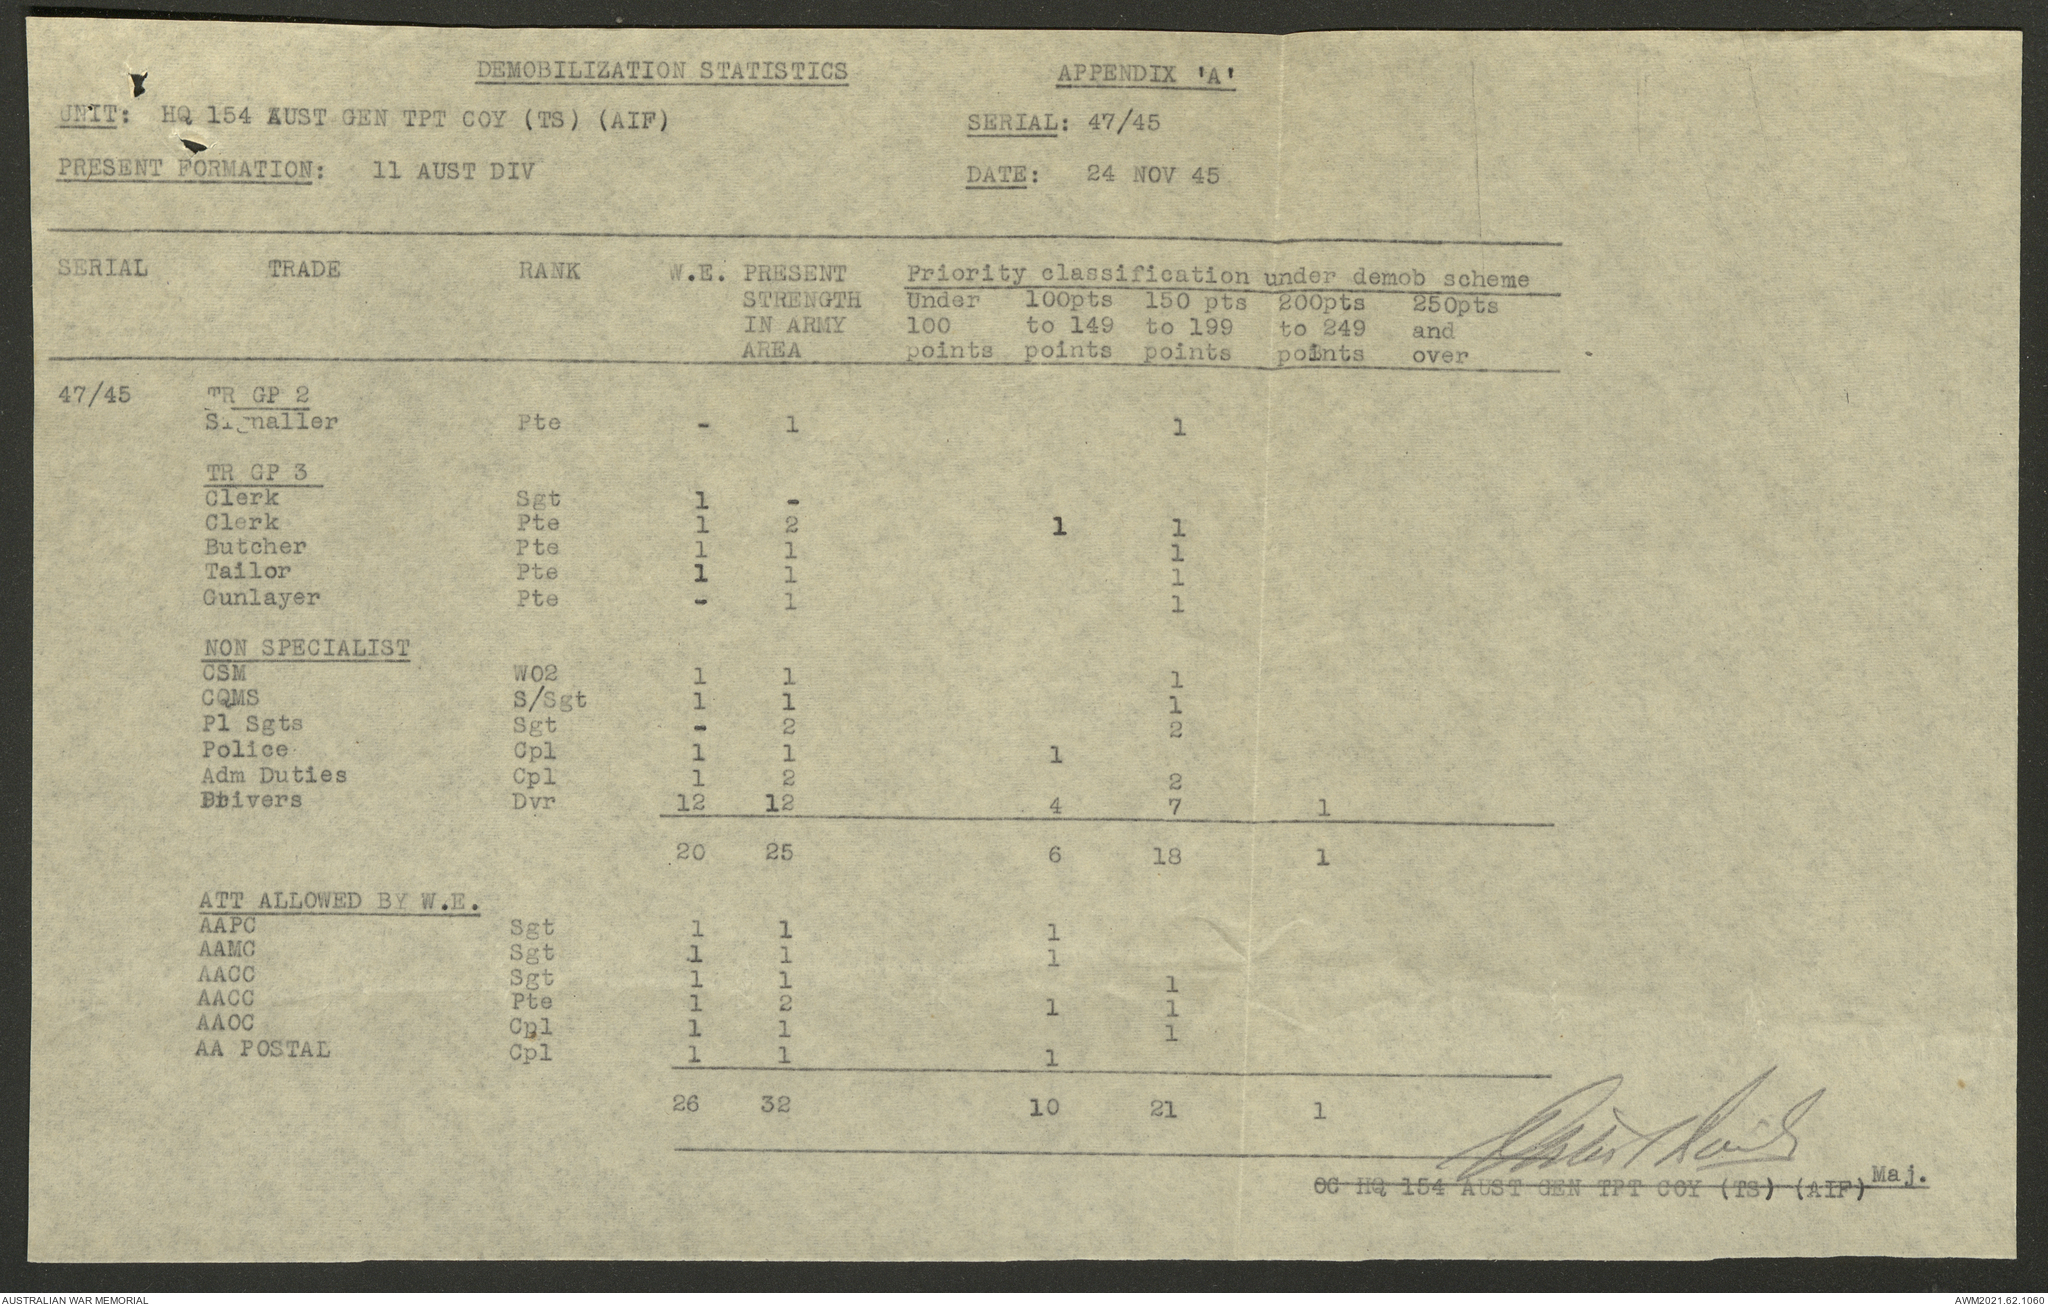 DEMOBILIZATION STATISTICS APPENDIX 'A'
UNIT: HQ 154 AUST GEN TPT COY (TS) (AIF) SERIAL: 47/45
PRESENT FORMATION: 11 AUST DIV DATE: 24 NOV 45
SERIAL TRADE RANK W.E. PRESENT Priority classification under demob scheme
STRENGTH Under 100pts 150 pts 200pts 250pts
IN ARMY 100 to 149 to 199 to 249 and
AREA points points points points over
47/45 TR GP 2
Signaller Pte - 1 1
TR GP 3
Clerk Sgt 1 -
Clerk Pte 1 2 1 1
Butcher Pte 1 1 1
Tailor Pte 1 1 1
Gunlayer Pte - 1 1
NON SPECIALIST
CSM WO2 1 1 1
CQMS S/Sgt 1 1 1
Pl Sgts Sgt - 2 2
Police Cpl 1 1 1
Adm Duties Cpl 1 2 2
Drivers Dvr 12 12 4 7 1
20 25 6 18 1
ATT ALLOWED BY W.E.
AAPC Sgt 1 1 1
AAMC Sgt 1 1 1
AACC Sgt 1 1 1
AACC Pte 1 2 1 1
AAOC Cpl 1 1 1
AA POSTAL Cpl 1 1 1
26 32 10 21 1
Maj.
OC HQ 154 AUST GEN TPT COY (TS) (AIF)
AUSTRALIAN WAR MEMORIAL AWM2021.62.1060